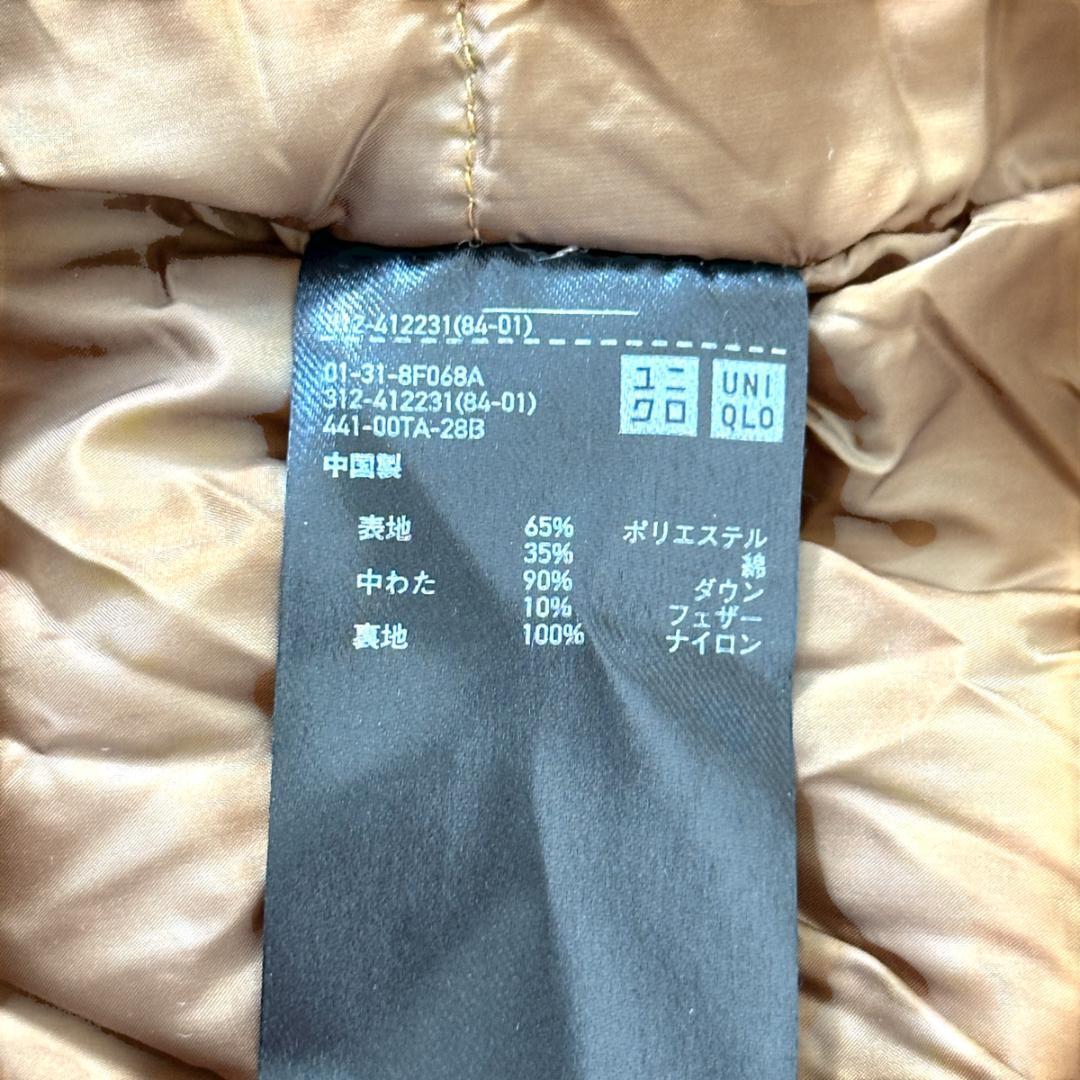 312-412231(84-01)
01-31-8F068A
312-412231(84-01)
441-00TA-28B
ユニ
クロ
UNI
QLO
中国製
表地 65% ポリエステル
35% 綿
中わた 90% ダウン
10% フェザー
裏地 100% ナイロン